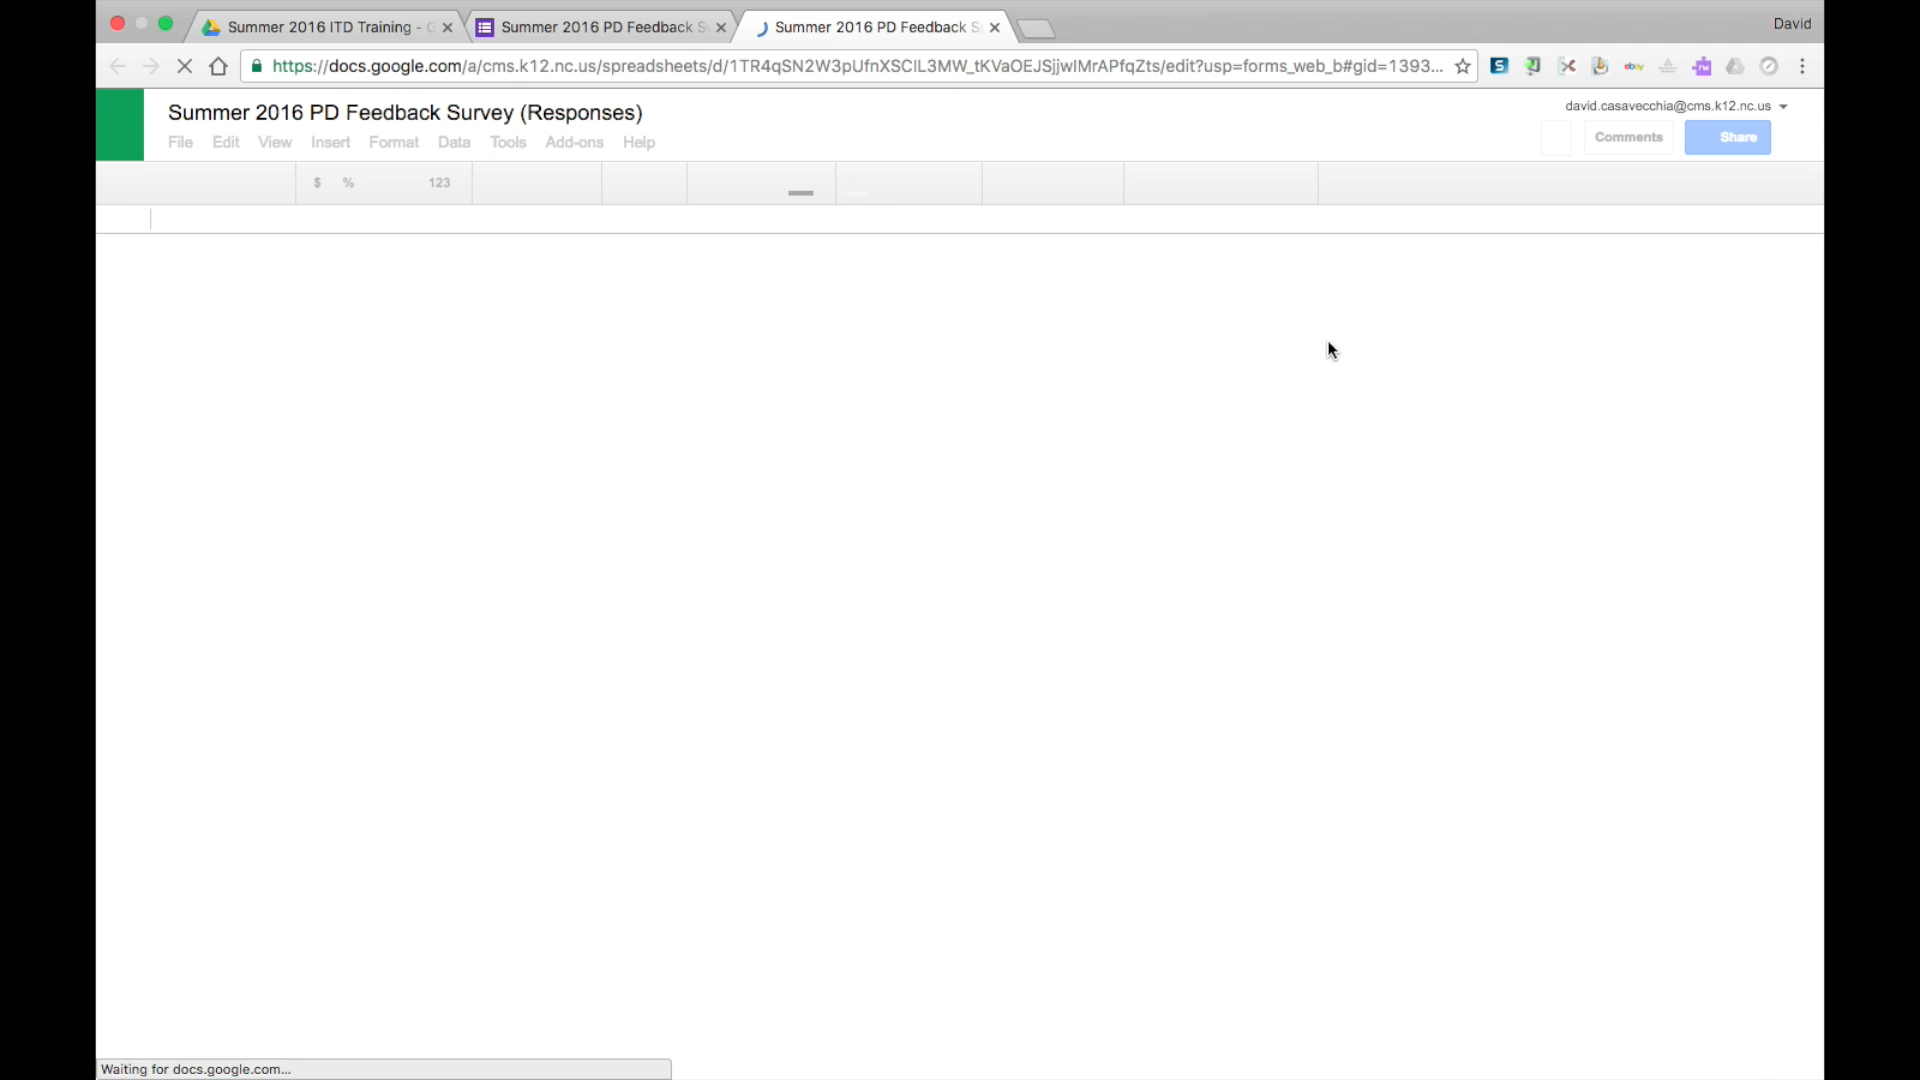 Summer 2016 ITD Training - G
Summer 2016 PD Feedback S
Summer 2016 PD Feedback S
David
https://docs.google.com/a/cms.k12.nc.us/spreadsheets/d/1TR4qSN2W3pUfnXSCIL3MW_tKVaOEJSjjwIMrAPfqZts/edit?usp=forms_web_b#gid=1393...
S
ebay
rw
Summer 2016 PD Feedback Survey (Responses)
david.casavecchia@cms.k12.nc.us
File Edit View Insert Format Data Tools Add-ons Help
Comments
Share
$ % 123
Waiting for docs.google.com...